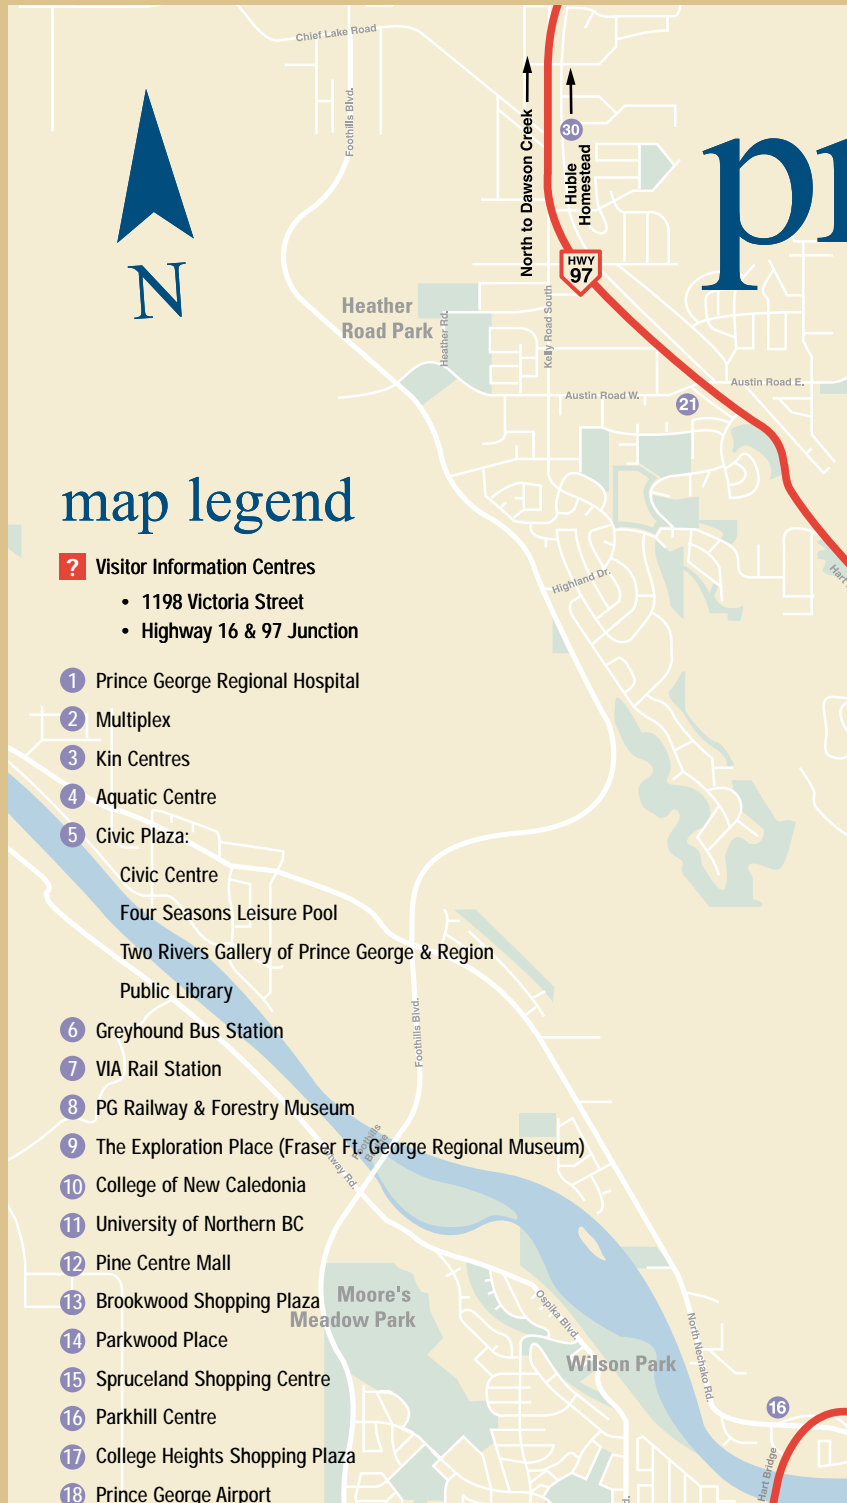 Chief Lake Road
Foothills Blvd.
North to Dawson Creek
30
Huble
Homestead
pr
HWY
97
N
Heather
Road Park
Heather Rd.
Kelly Road South
Austin Road W.
Austin Road E.
21
map legend
? Visitor Information Centres
• 1198 Victoria Street
• Highway 16 & 97 Junction
Highland Dr.
Hart
1 Prince George Regional Hospital
2 Multiplex
3 Kin Centres
4 Aquatic Centre
5 Civic Plaza:
Civic Centre
Four Seasons Leisure Pool
Two Rivers Gallery of Prince George & Region
Public Library
6 Greyhound Bus Station
7 VIA Rail Station
8 PG Railway & Forestry Museum
9 The Exploration Place (Fraser Ft. George Regional Museum)
10 College of New Caledonia
11 University of Northern BC
12 Pine Centre Mall
13 Brookwood Shopping Plaza
14 Parkwood Place
15 Spruceland Shopping Centre
16 Parkhill Centre
17 College Heights Shopping Plaza
18 Prince George Airport
Foothills Blvd.
Foothills
Rd.
Moore's
Meadow Park
Ospika Blvd.
Wilson Park
North Nechako Rd.
16
Hart Bridge